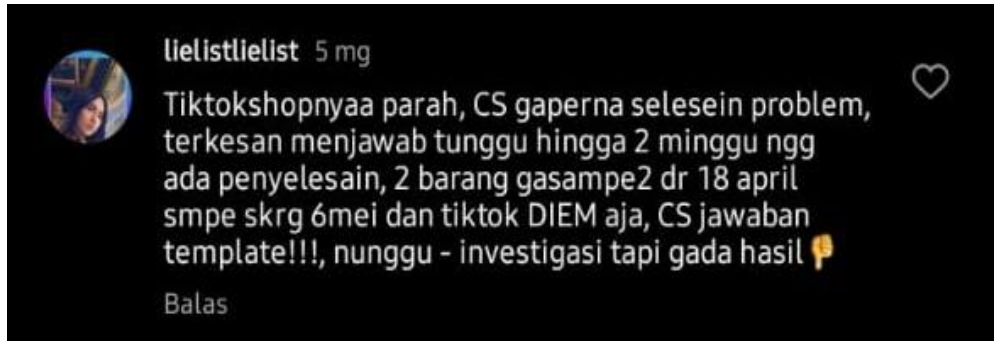 lielistlielist 5 mg
Tiktokshopnyaa parah, CS gaperna selesein problem,
terkesan menjawab tunggu hingga 2 minggu ngg
ada penyelesain, 2 barang gasampe2 dr 18 april
smpe skrg 6mei dan tiktok DIEM aja, CS jawaban
template!!!, nunggu - investigasi tapi gada hasil👎
Balas